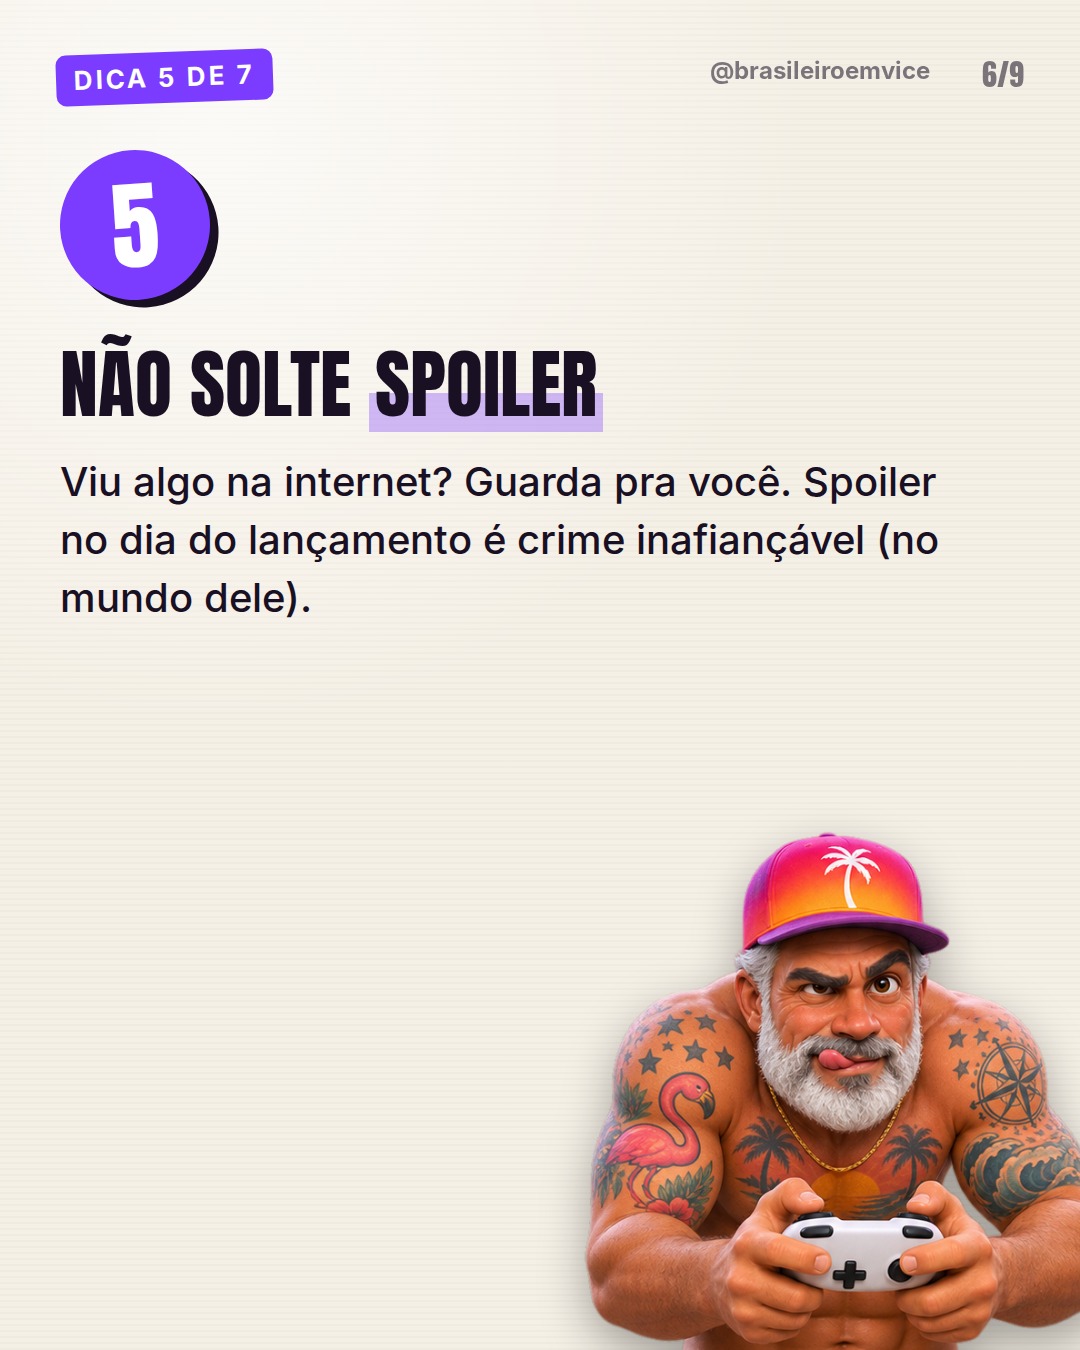 DICA 5 DE 7
@brasileiroemvice
6/9
5
NÃO SOLTE SPOILER
Viu algo na internet? Guarda pra você. Spoiler
no dia do lançamento é crime inafiançável (no
mundo dele).